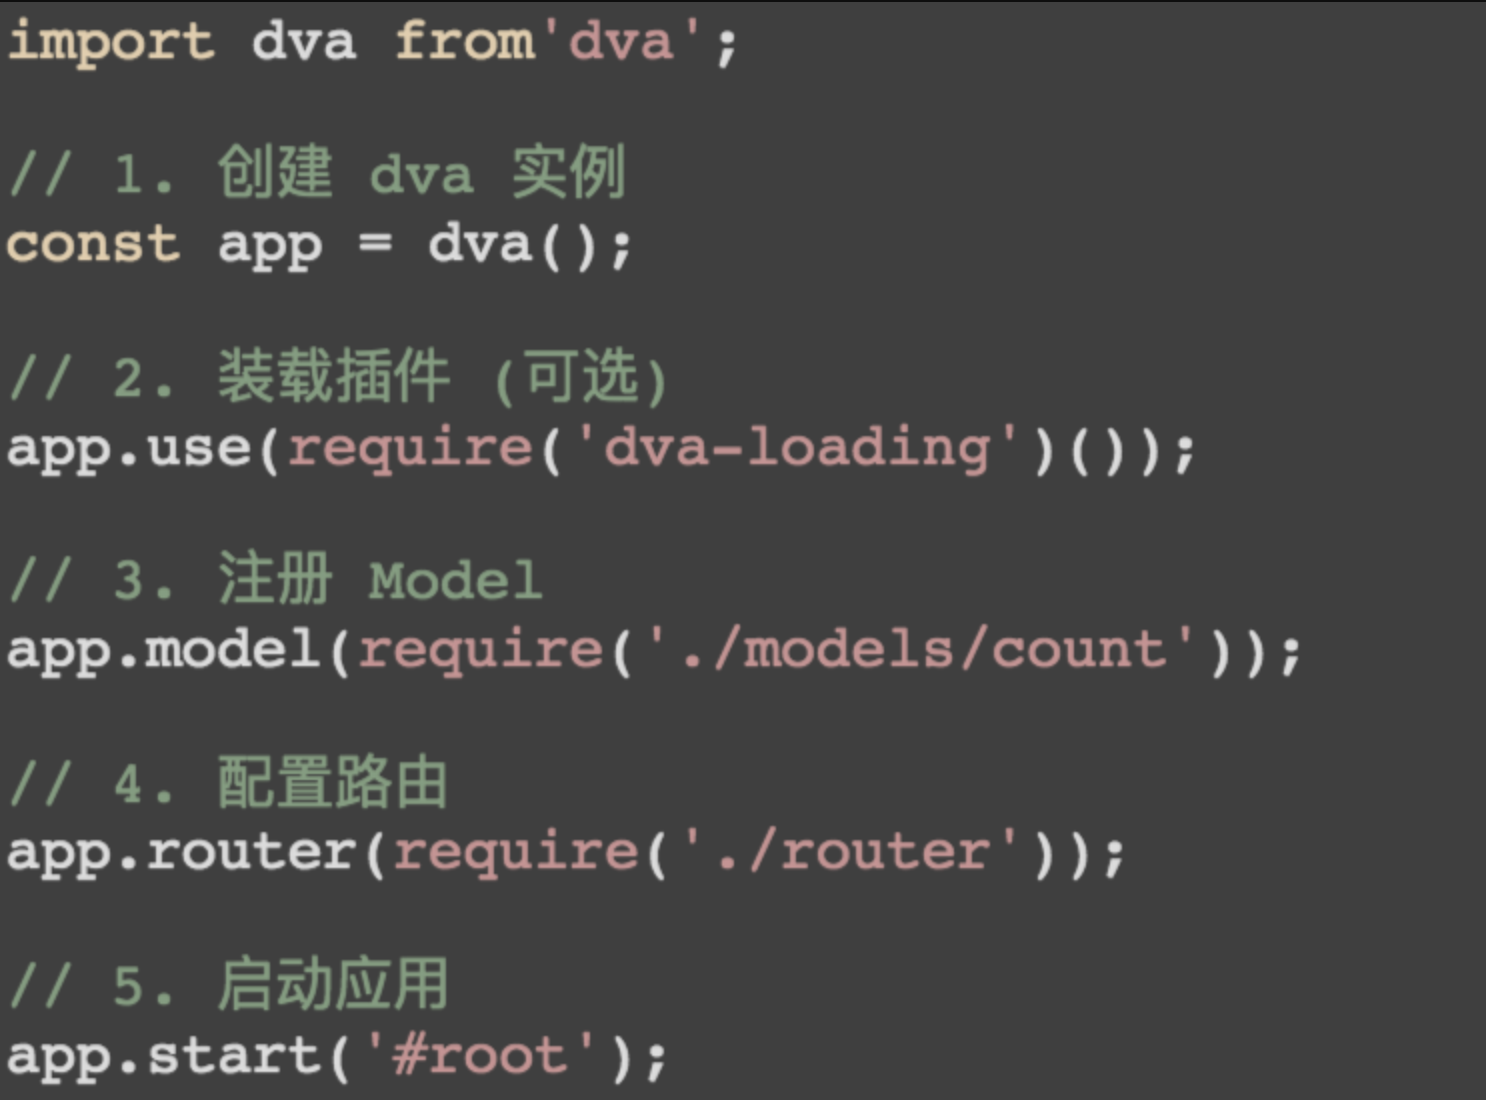 import dva from'dva';
// 1. 创建 dva 实例
const app = dva();
// 2. 装载插件 (可选)
app.use(require('dva-loading')());
// 3. 注册 Model
app.model(require('./models/count'));
// 4. 配置路由
app.router(require('./router'));
// 5. 启动应用
app.start('#root');